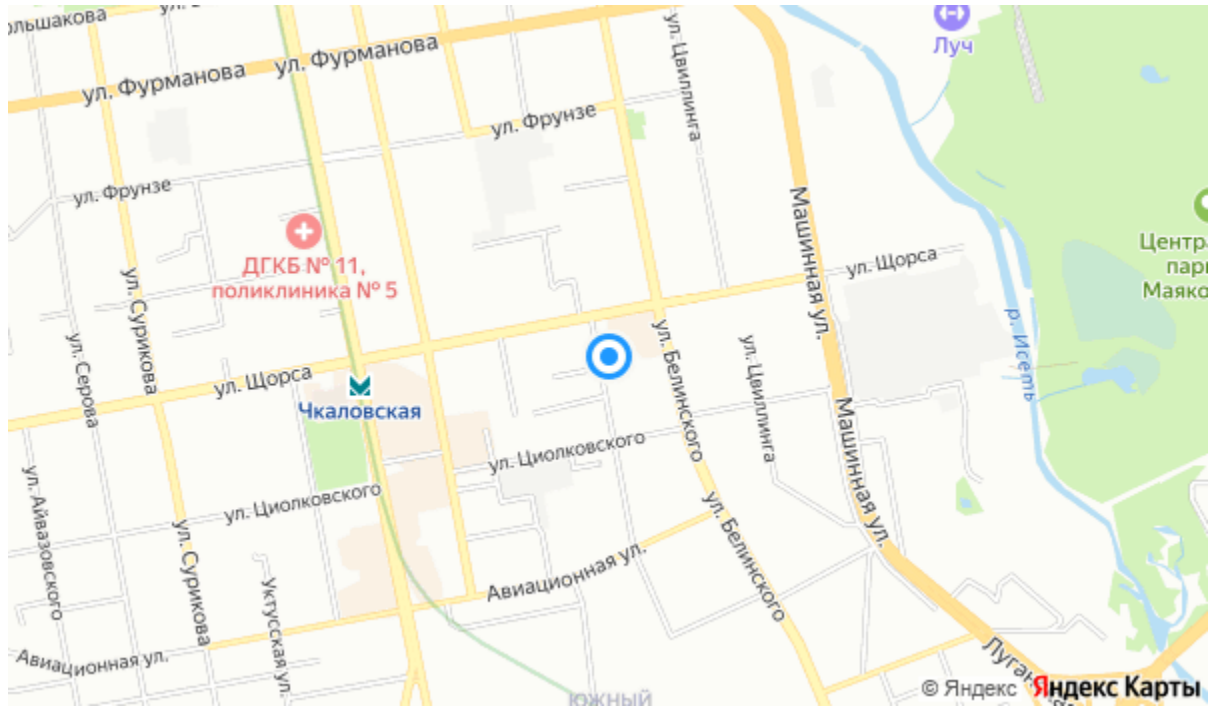 ул. Фурманова
ул. Фурманова
ул. Цвиллинга
Луч
ул. Фрунзе
ул. Фрунзе
ДГКБ № 11,
поликлиника № 5
Машинная ул.
ул. Щорса
р. Исеть
ул. Сурикова
ул. Серова
ул. Щорса
Чкаловская
ул. Белинского
ул. Цвиллинга
Машинная ул.
ул. Циолковского
ул. Циолковского
ул. Айвазовского
ул. Сурикова
Уктусская ул.
Авиационная ул.
ул. Белинского
Авиационная ул.
южный
© Яндекс Яндекс Карты